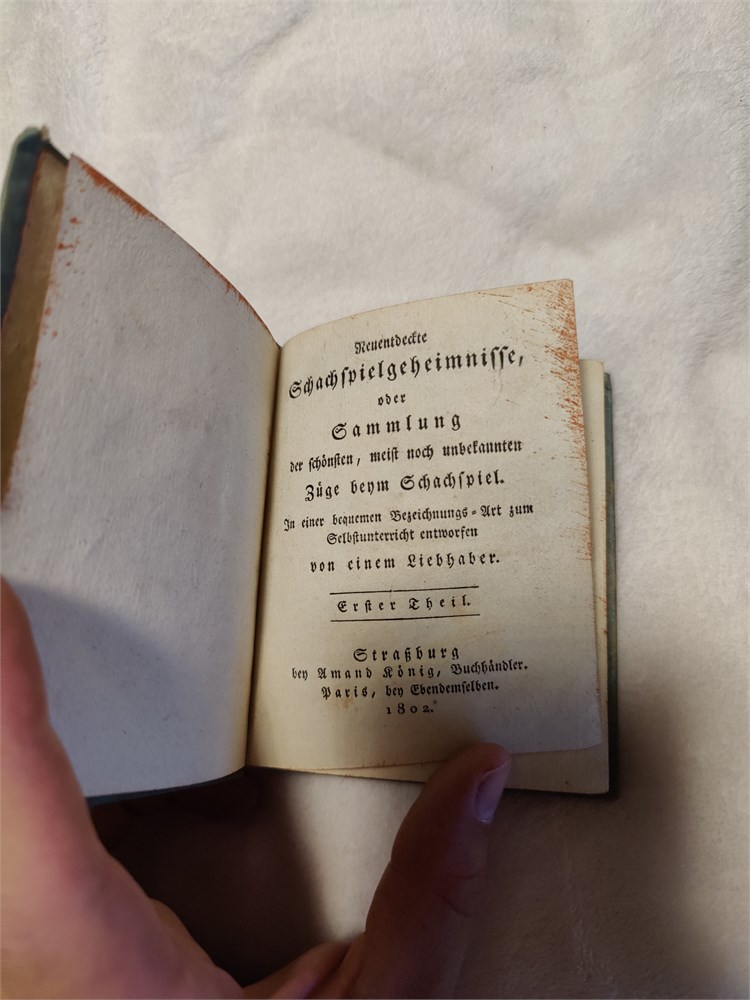 Neuentdeckte
Schachſpielgeheimniſſe,
oder
Sammlung
der ſchönſten, meiſt noch unbekannten
Züge beym Schachſpiel.
In einer bequemen Bezeichnungs-Art zum
Selbſtunterricht entworfen
von einem Liebhaber.
Erſter Theil.
Straßburg
bey Amand König, Buchhändler.
Paris, bey Ebendemſelben.
1802.